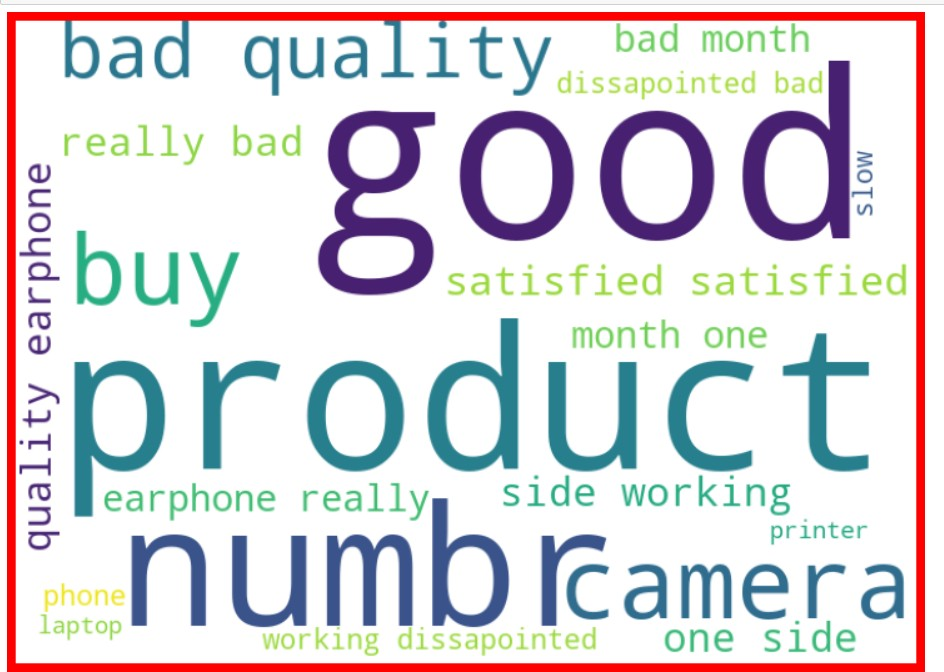 bad quality
bad month
dissapointed bad
really bad
good
slow
quality earphone
buy
satisfied satisfied
month one
product
earphone really
side working
printer
numbr
camera
phone
laptop
working dissapointed
one side